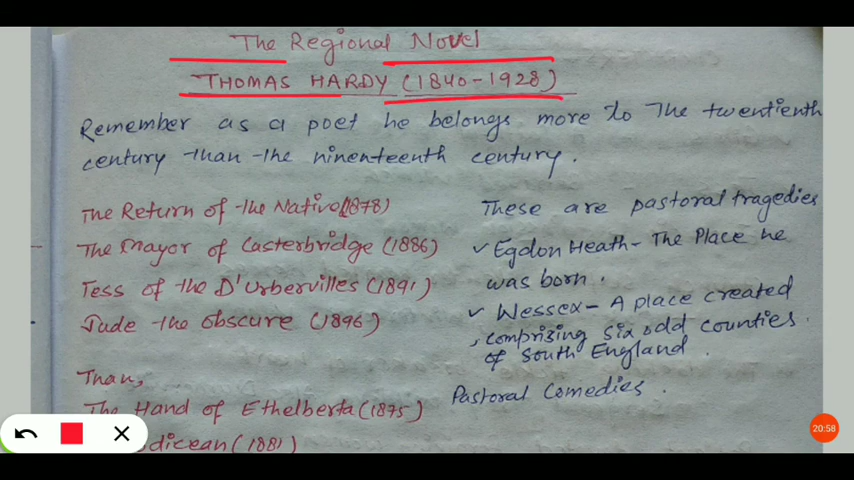 The Regional Novel
THOMAS HARDY (1840-1928)
Remember as a poet he belongs more to The twentieth
century than the ninenteenth century.
The Return of the Native (1878)
The Mayor of Casterbridge (1886)
Tess of the D'Urbervilles (1891)
Jude the obscure (1896)
Than,
The Hand of Ethelberta (1875)
dicean (1881)
These are pastoral tragedies
✓ Egdon Heath - The Place he
was born.
✓ Wessex - A place created
, comprising six odd counties
of South England.
Pastoral Comedies.
20:58